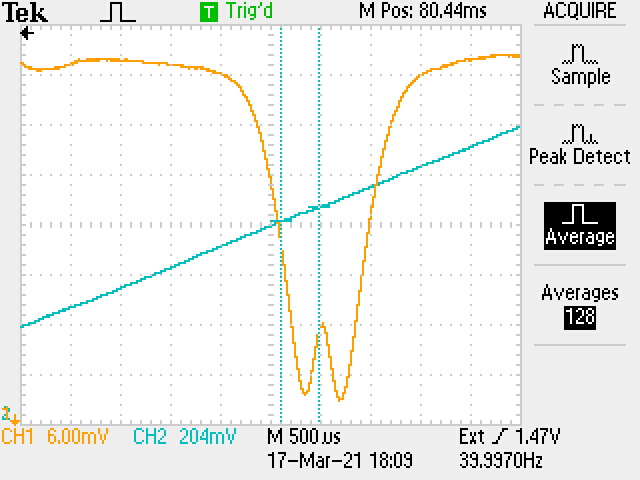 Tek T Trig'd M Pos: 80.44ms ACQUIRE
Sample
Peak Detect
Average
Averages
128
CH1 6.00mV CH2 204mV M 500µs Ext 1.47V
17-Mar-21 18:09 39.9970Hz